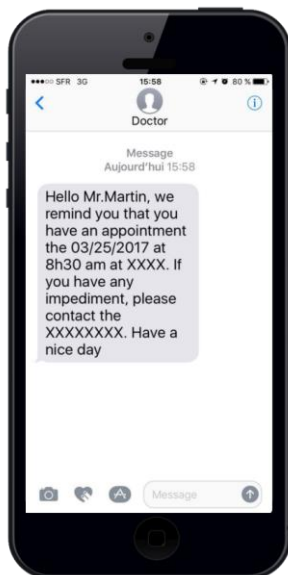 SFR 3G 15:58 80 %
Doctor
Message
Aujourd'hui 15:58
Hello Mr.Martin, we
remind you that you
have an appointment
the 03/25/2017 at
8h30 am at XXXX. If
you have any
impediment, please
contact the
XXXXXXXX. Have a
nice day
Message